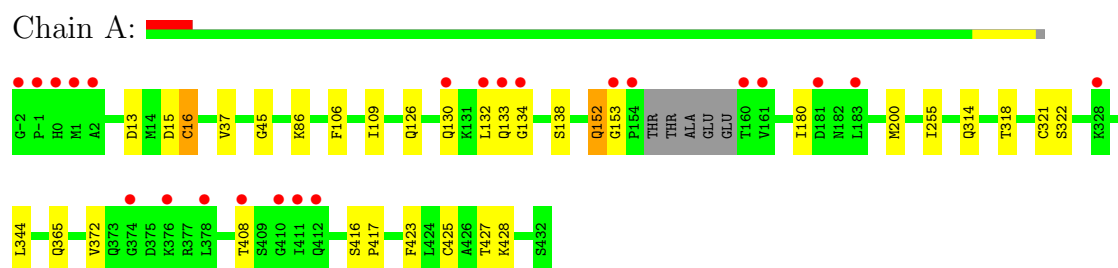 Chain A:
G-2 P-1 H0 M1 A2 D13 M14 D15 C16 V37 G45 K86 F106 I109 Q126 Q130 K131 L132 Q133 G134 S138 Q152 G153 P154 THR THR ALA GLU GLU T160 V161 I180 D181 N182 L183 M200 I255 Q314 T318 C321 S322 K328
L344 Q365 V372 Q373 G374 D375 K376 R377 L378 T408 S409 G410 I411 Q412 S416 P417 F423 L424 C425 A426 T427 K428 S432